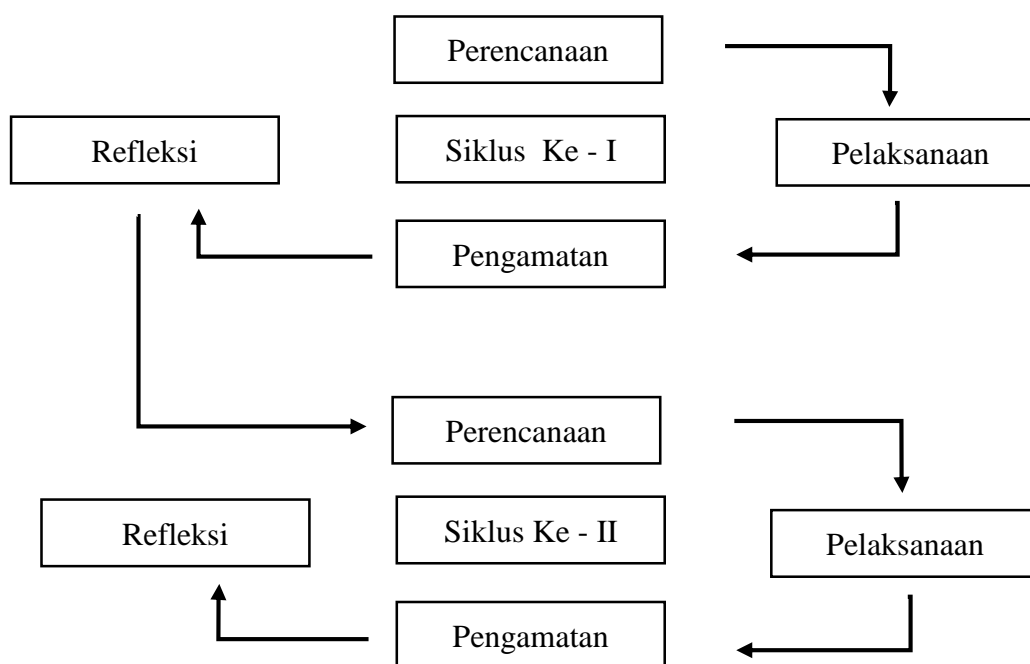 Perencanaan
Refleksi
Siklus Ke - I
Pelaksanaan
Pengamatan
Perencanaan
Refleksi
Siklus Ke - II
Pelaksanaan
Pengamatan